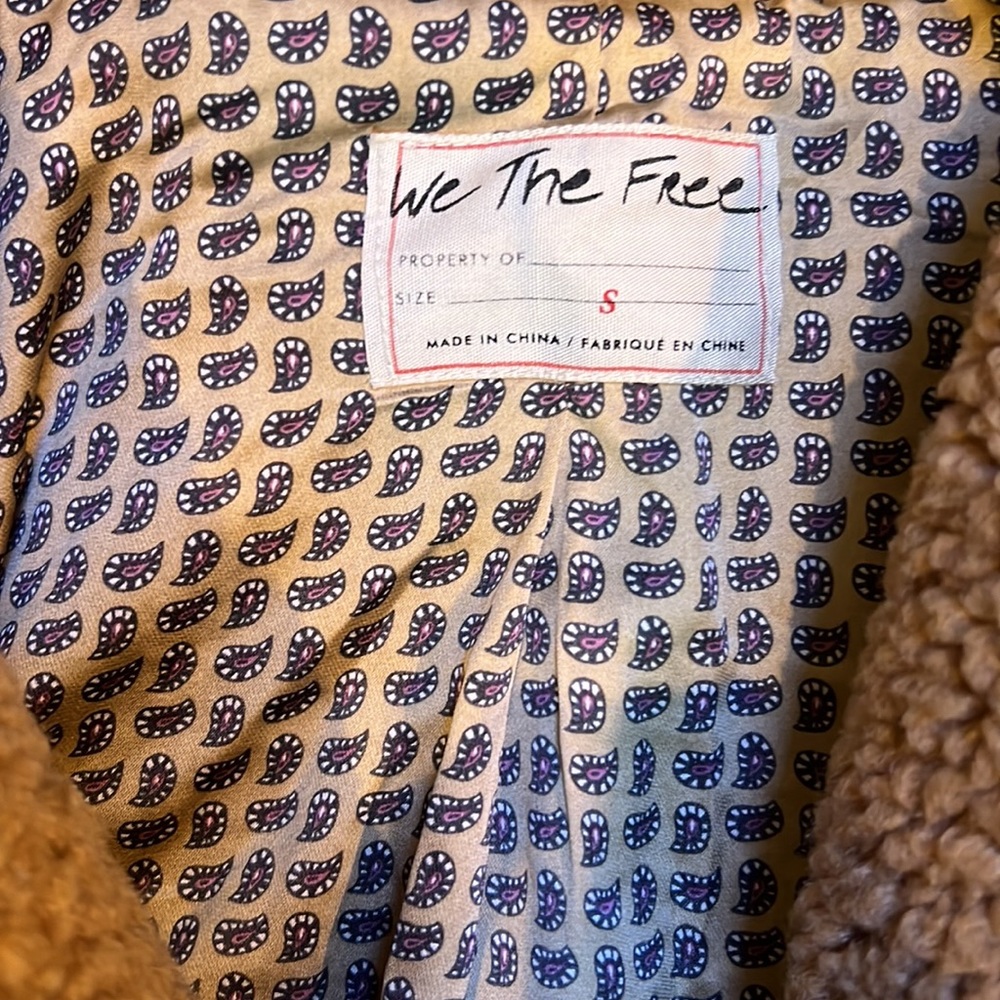 We The Free
PROPERTY OF
SIZE S
MADE IN CHINA / FABRIQUÉ EN CHINE